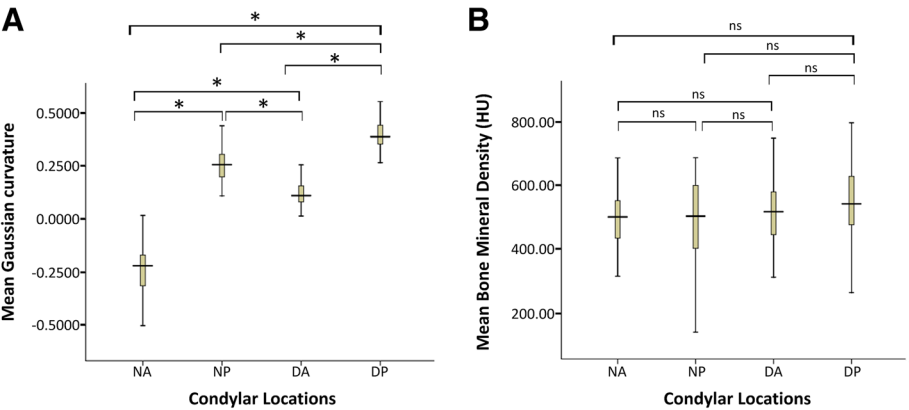 A
*
*
*
*
*
*
Mean Gaussian curvature
0.5000
0.2500
0.0000
-0.2500
-0.5000
NA NP DA DP
Condylar Locations
B
ns
ns
ns
ns
ns
ns
Mean Bone Mineral Density (HU)
800.00
600.00
400.00
200.00
NA NP DA DP
Condylar Locations